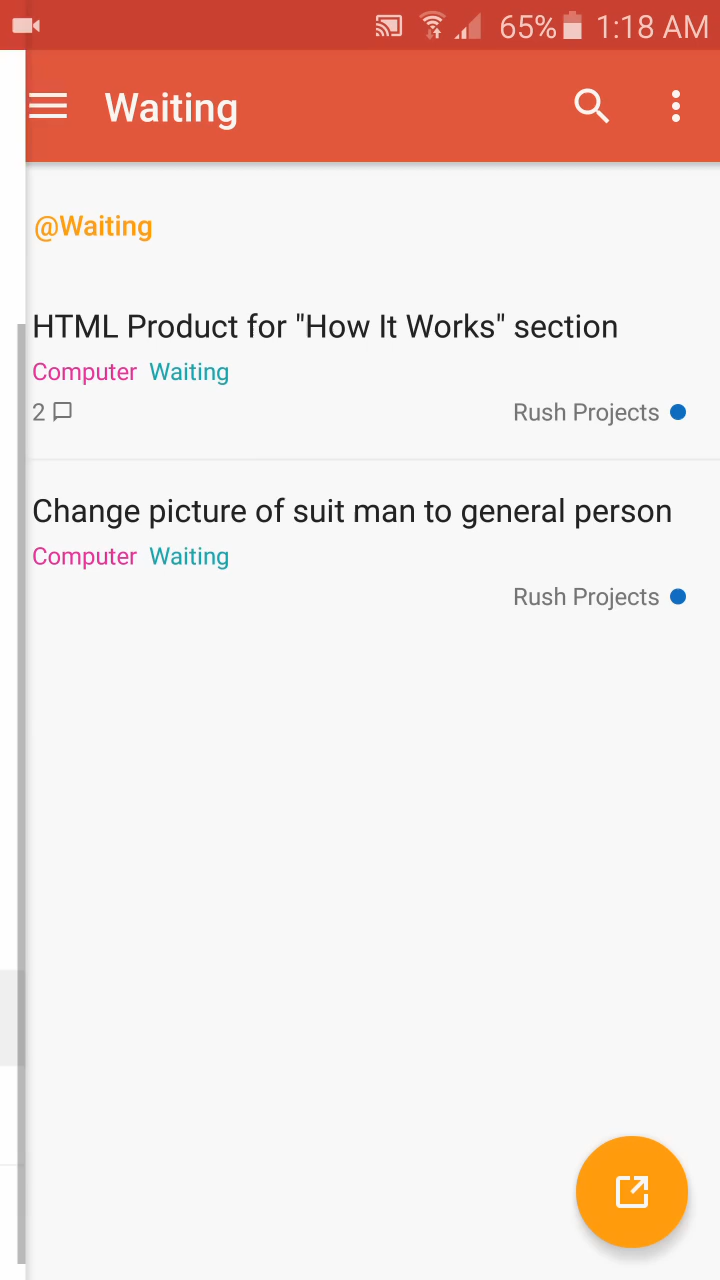 65% 1:18 AM
Waiting
@Waiting
HTML Product for "How It Works" section
Computer Waiting
2 Rush Projects
Change picture of suit man to general person
Computer Waiting
Rush Projects